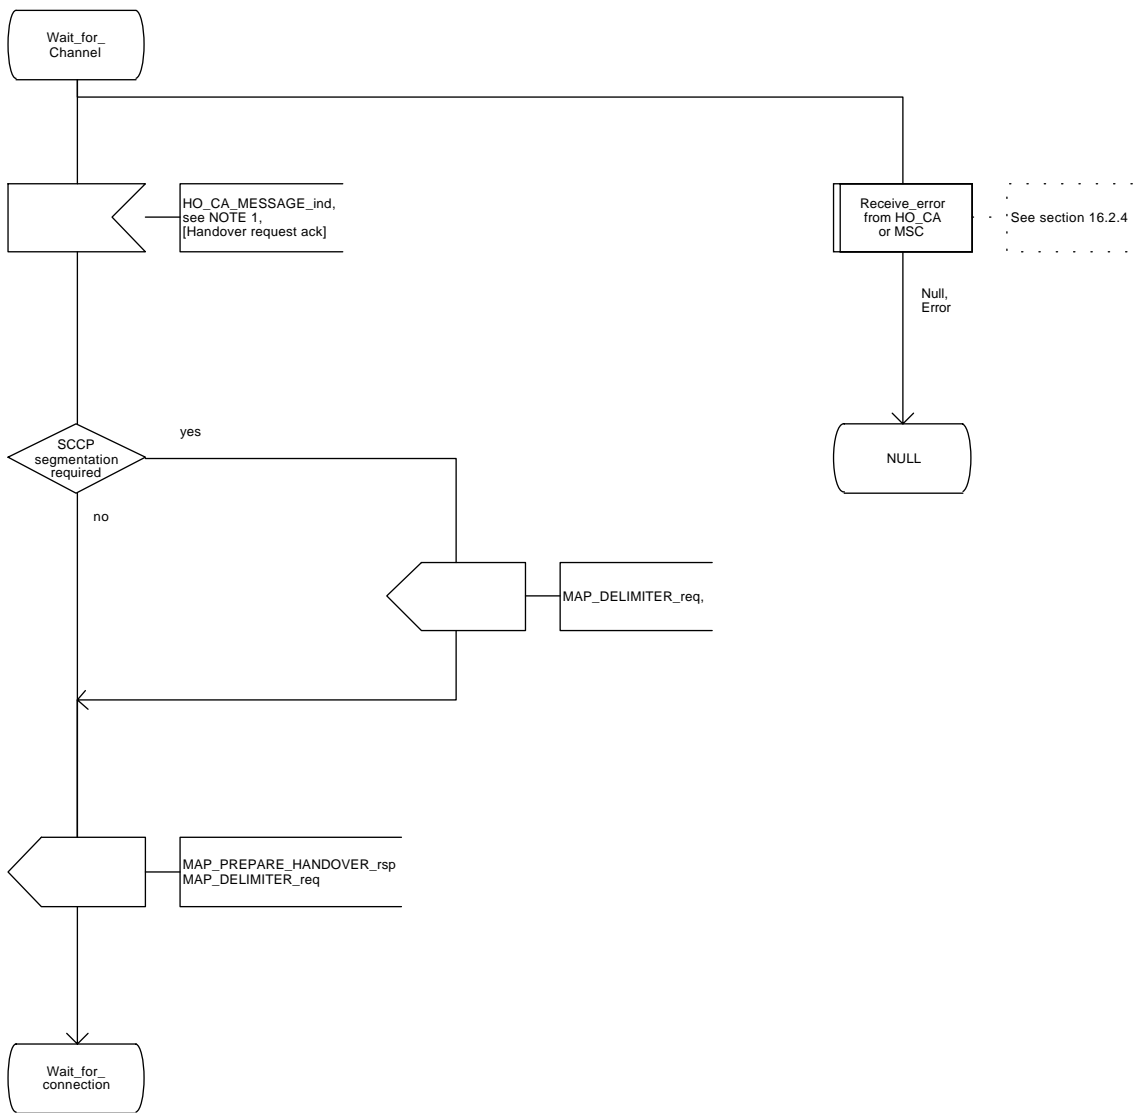 Wait_for_
Channel
HO_CA_MESSAGE_ind,
see NOTE 1,
[Handover request ack]
Receive_error
from HO_CA
or MSC
See section 16.2.4
Null,
Error
SCCP
segmentation
required
yes
NULL
no
MAP_DELIMITER_req,
MAP_PREPARE_HANDOVER_rsp
MAP_DELIMITER_req
Wait_for_
connection